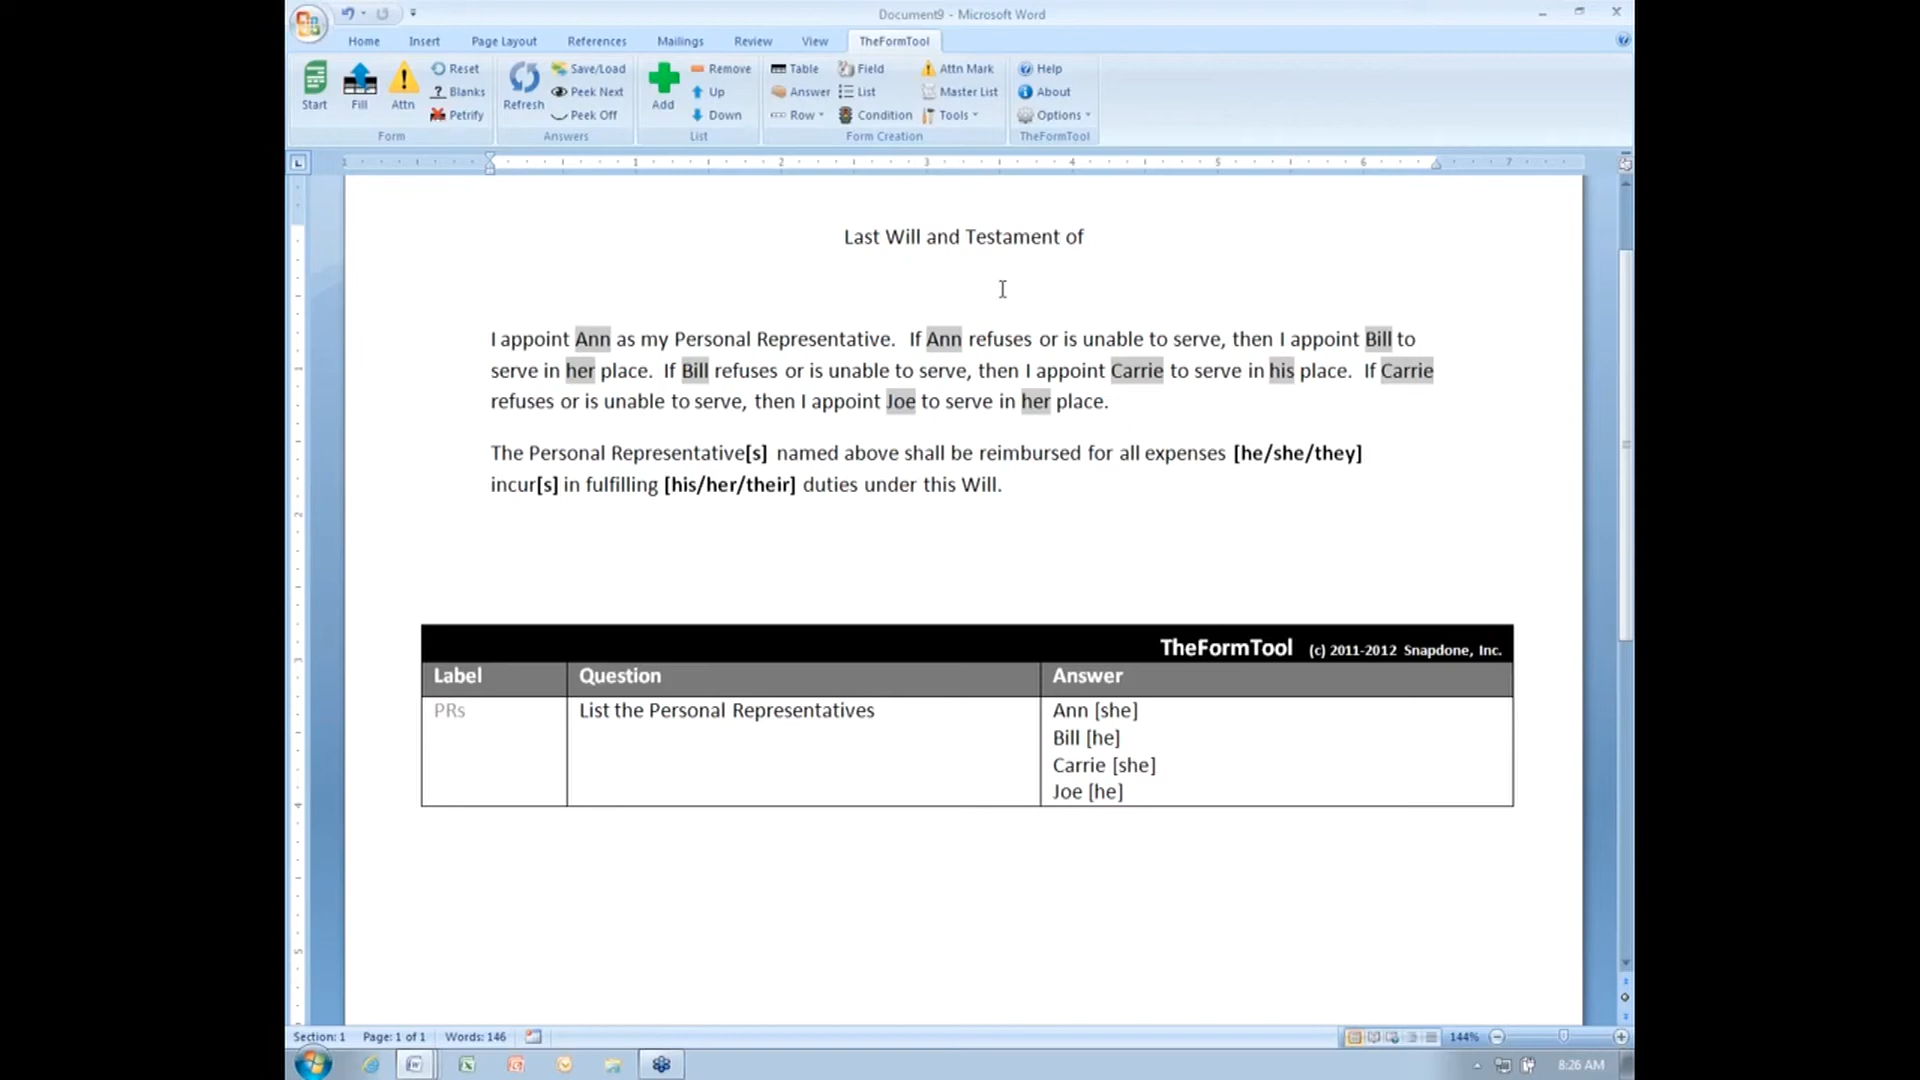 Document9 - Microsoft Word
Home Insert Page Layout References Mailings Review View TheFormTool
Start Fill Attn Reset Blanks Petrify
Form
Refresh Save/Load Peek Next Peek Off
Answers
Add Remove Up Down
List
Table Field Attn Mark
Answer List Master List
Row Condition Tools
Form Creation
Help
About
Options
TheFormTool
1 1 2 3 4 5 6 7
Last Will and Testament of
I appoint Ann as my Personal Representative. If Ann refuses or is unable to serve, then I appoint Bill to
serve in her place. If Bill refuses or is unable to serve, then I appoint Carrie to serve in his place. If Carrie
refuses or is unable to serve, then I appoint Joe to serve in her place.
The Personal Representative[s] named above shall be reimbursed for all expenses [he/she/they]
incur[s] in fulfilling [his/her/their] duties under this Will.
TheFormTool (c) 2011-2012 Snapdone, Inc.
Label Question Answer
PRs List the Personal Representatives Ann [she]
Bill [he]
Carrie [she]
Joe [he]
Section: 1 Page: 1 of 1 Words: 146 144%
8:26 AM